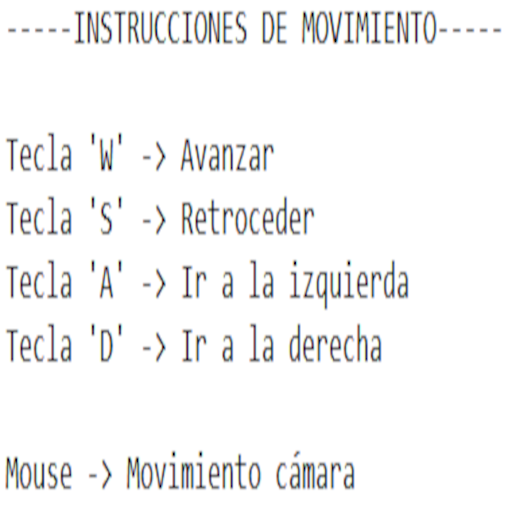 -----INSTRUCCIONES DE MOVIMIENTO-----
Tecla 'W' -> Avanzar
Tecla 'S' -> Retroceder
Tecla 'A' -> Ir a la izquierda
Tecla 'D' -> Ir a la derecha
Mouse -> Movimiento cámara